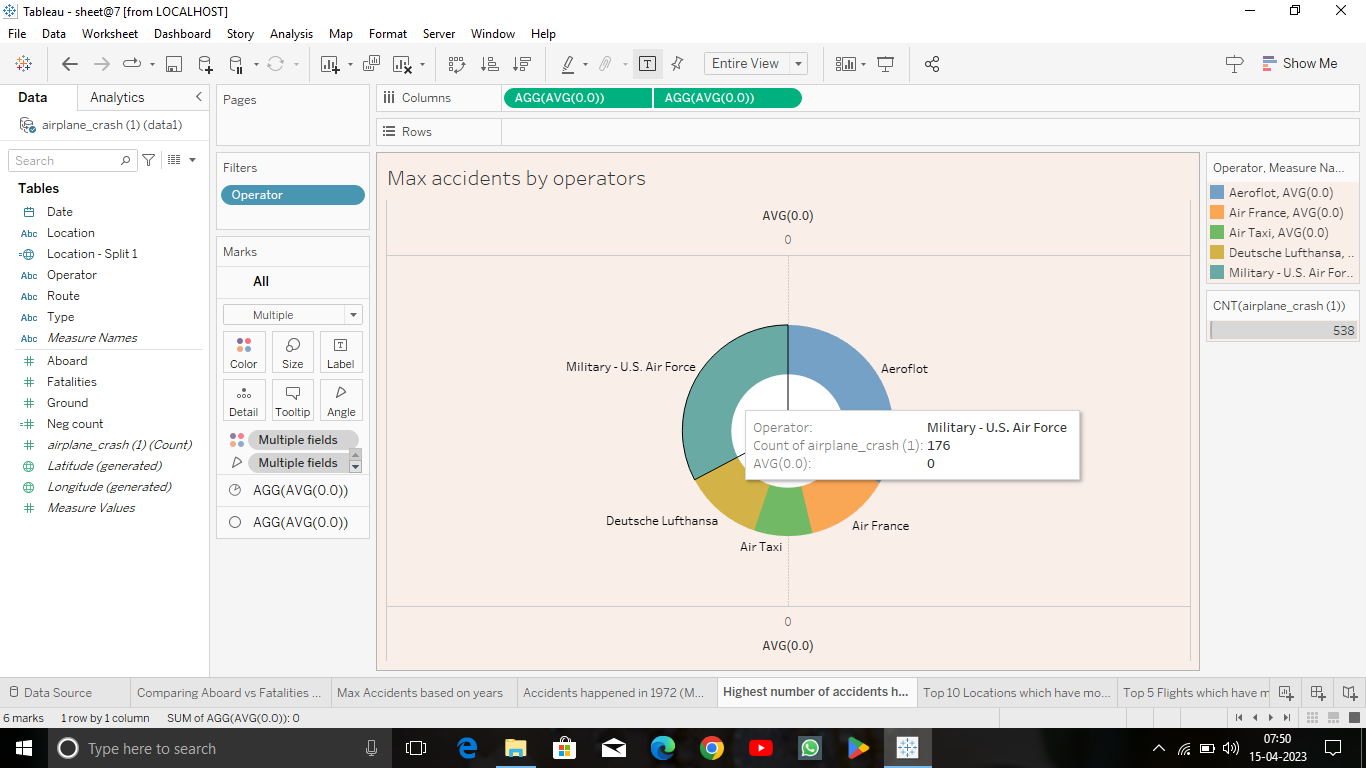 Tableau - sheet@7 [from LOCALHOST]
File Data Worksheet Dashboard Story Analysis Map Format Server Window Help
Entire View
Show Me
Data Analytics
airplane_crash (1) (data1)
Search
Tables
Date
Abc Location
Location - Split 1
Abc Operator
Abc Route
Abc Type
Abc Measure Names
Aboard
Fatalities
Ground
Neg count
airplane_crash (1) (Count)
Latitude (generated)
Longitude (generated)
Measure Values
Pages
Filters
Operator
Marks
All
Multiple
Color Size Label
Detail Tooltip Angle
Multiple fields
Multiple fields
AGG(AVG(0.0))
AGG(AVG(0.0))
Columns AGG(AVG(0.0)) AGG(AVG(0.0))
Rows
Max accidents by operators
AVG(0.0)
0
Military - U.S. Air Force
Aeroflot
Operator: Military - U.S. Air Force
Count of airplane_crash (1): 176
AVG(0.0): 0
Deutsche Lufthansa
Air France
Air Taxi
0
AVG(0.0)
Operator, Measure Na...
Aeroflot, AVG(0.0)
Air France, AVG(0.0)
Air Taxi, AVG(0.0)
Deutsche Lufthansa, ..
Military - U.S. Air For..
CNT(airplane_crash (1))
538
Data Source Comparing Aboard vs Fatalities ... Max Accidents based on years Accidents happened in 1972 (M... Highest number of accidents h... Top 10 Locations which have mo... Top 5 Flights which have m
6 marks 1 row by 1 column SUM of AGG(AVG(0.0)): 0
Type here to search
07:50
15-04-2023